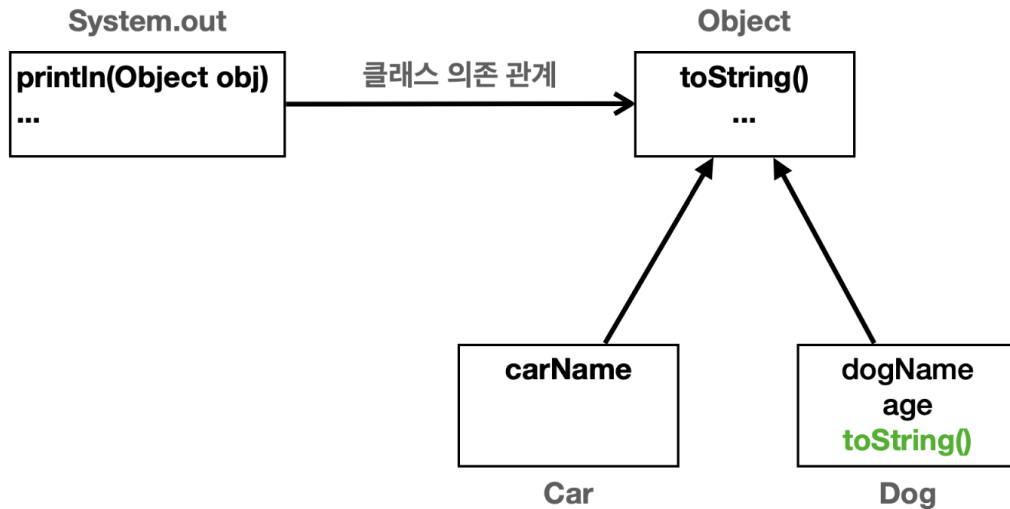 System.out
println(Object obj)
...
클래스 의존 관계
Object
toString()
...
carName
Car
dogName
age
toString()
Dog